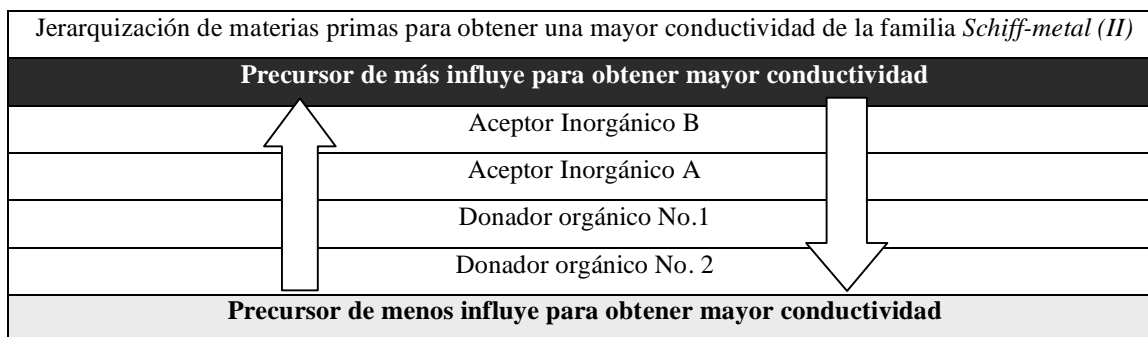 Jerarquización de materias primas para obtener una mayor conductividad de la familia Schiff-metal (II)
Precursor de más influye para obtener mayor conductividad
Aceptor Inorgánico B
Aceptor Inorgánico A
Donador orgánico No.1
Donador orgánico No. 2
Precursor de menos influye para obtener mayor conductividad